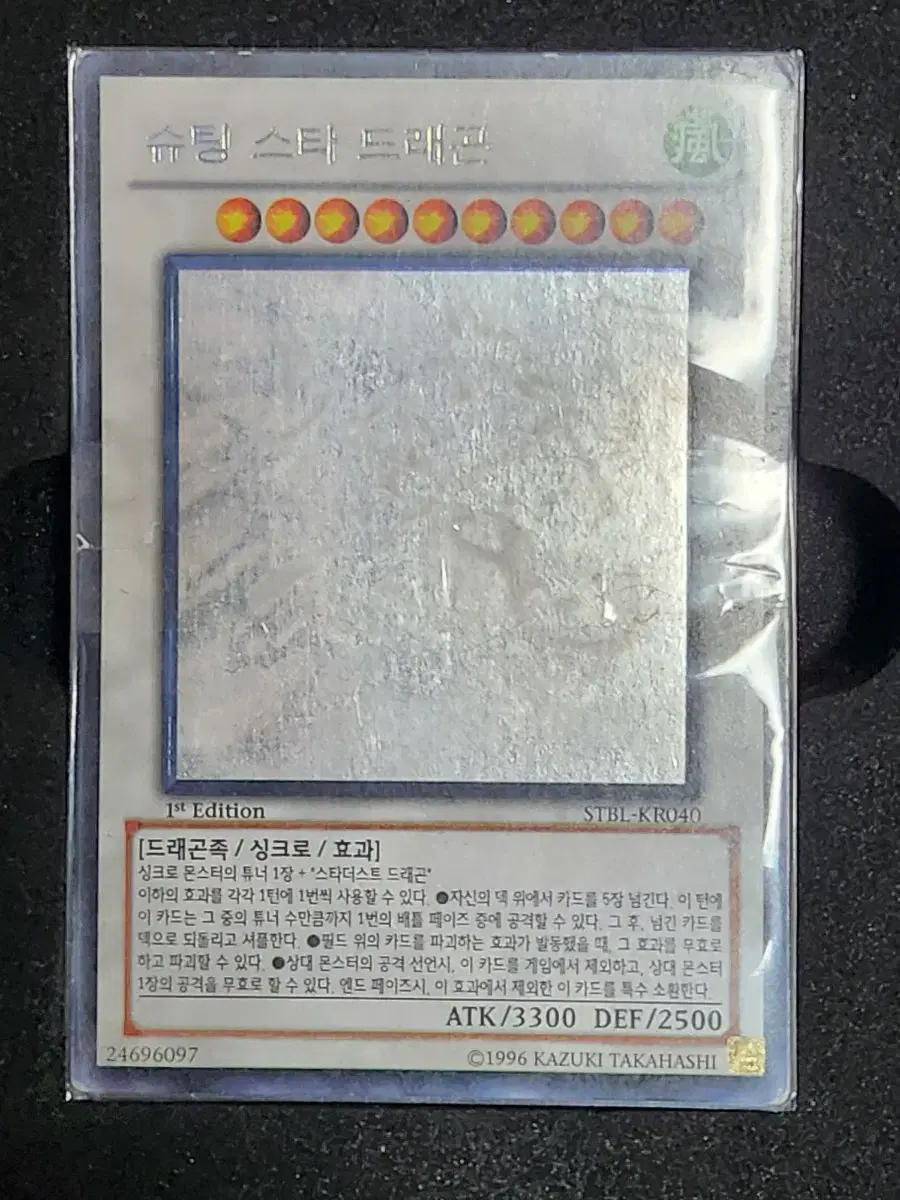 슈팅 스타 드래곤
風
1st Edition
STBL-KR040
[드래곤족 / 싱크로 / 효과]
싱크로 몬스터의 튜너 1장 + "스타더스트 드래곤"
이하의 효과를 각각 1턴에 1번씩 사용할 수 있다. ●자신의 덱 위에서 카드를 5장 넘긴다. 이 턴에
이 카드는 그 중의 튜너 수만큼까지 1번의 배틀 페이즈 중에 공격할 수 있다. 그 후, 넘긴 카드를
덱으로 되돌리고 셔플한다. ●필드 위의 카드를 파괴하는 효과가 발동했을 때, 그 효과를 무효로
하고 파괴할 수 있다. ●상대 몬스터의 공격 선언시, 이 카드를 게임에서 제외하고, 상대 몬스터
1장의 공격을 무효로 할 수 있다. 엔드 페이즈시, 이 효과에서 제외한 이 카드를 특수 소환한다.
ATK/3300 DEF/2500
24696097
©1996 KAZUKI TAKAHASHI